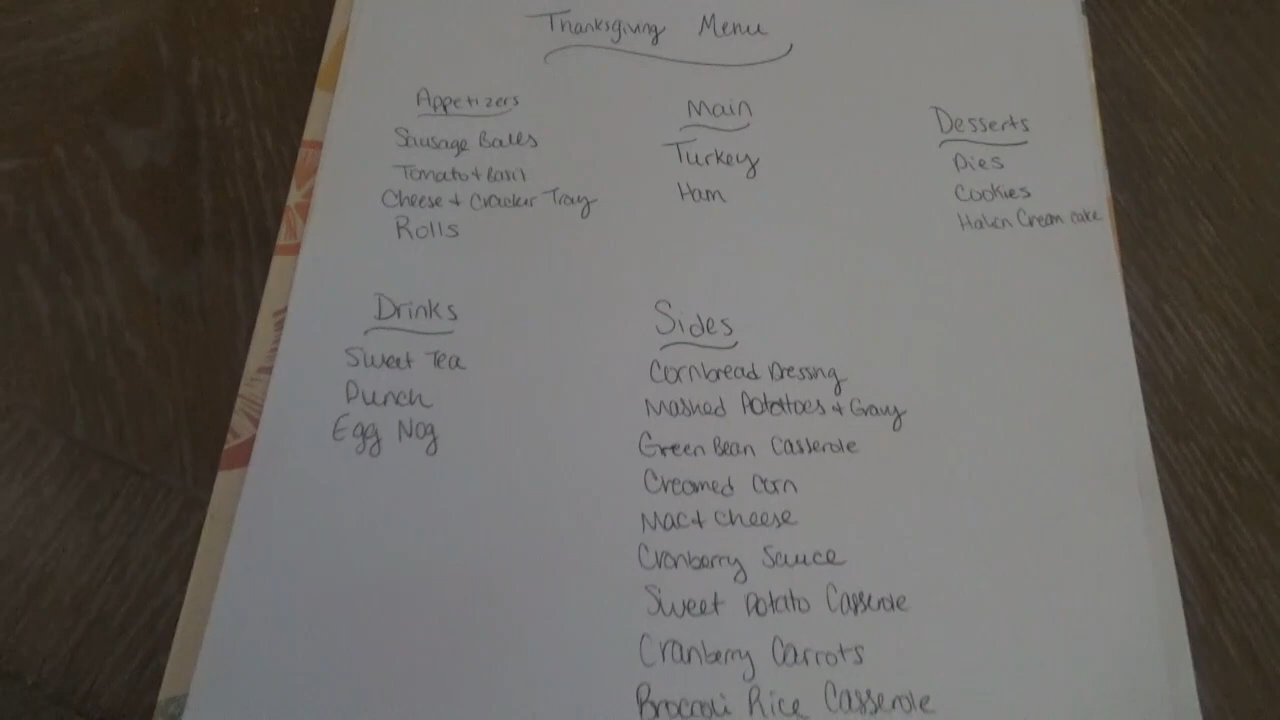 Thanksgiving Menu
Appetizers
Sausage Balls
Tomato + Basil
Cheese + Cracker Tray
Rolls
Main
Turkey
Ham
Desserts
Pies
Cookies
Cream cake
Drinks
Sweet Tea
Punch
Egg Nog
Sides
Cornbread Dressing
Mashed Potatoes + Gravy
Green Bean Casserole
Creamed Corn
Mac + Cheese
Cranberry Sauce
Sweet Potato Casserole
Cranberry Carrots
Broccoli Rice Casserole